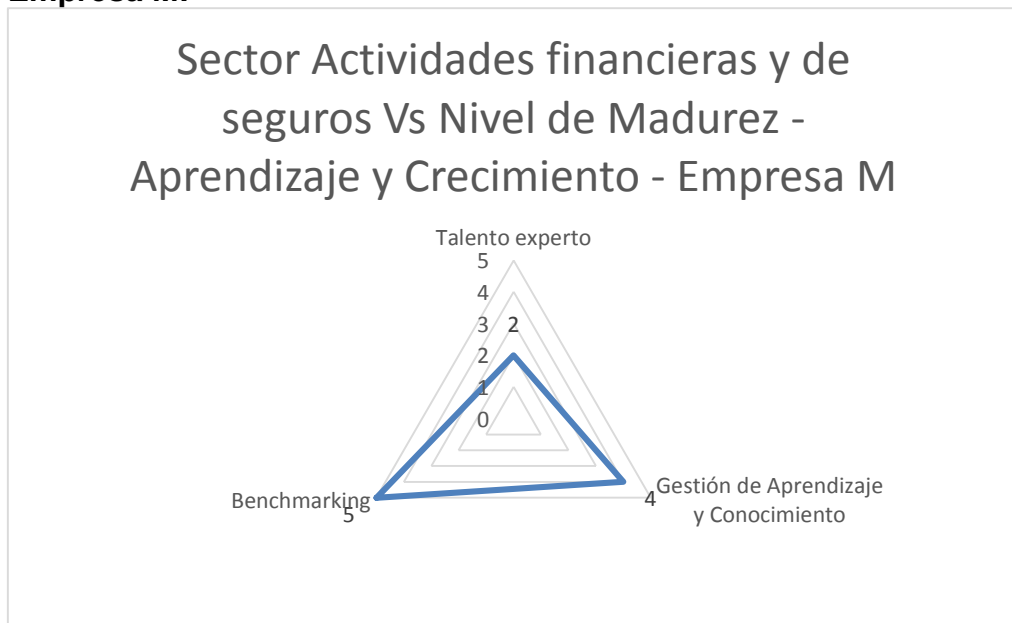 Sector Actividades financieras y de
seguros Vs Nivel de Madurez -
Aprendizaje y Crecimiento - Empresa M
Talento experto
5
4
3
2
2
1
0
Benchmarking
5
4
Gestión de Aprendizaje
y Conocimiento